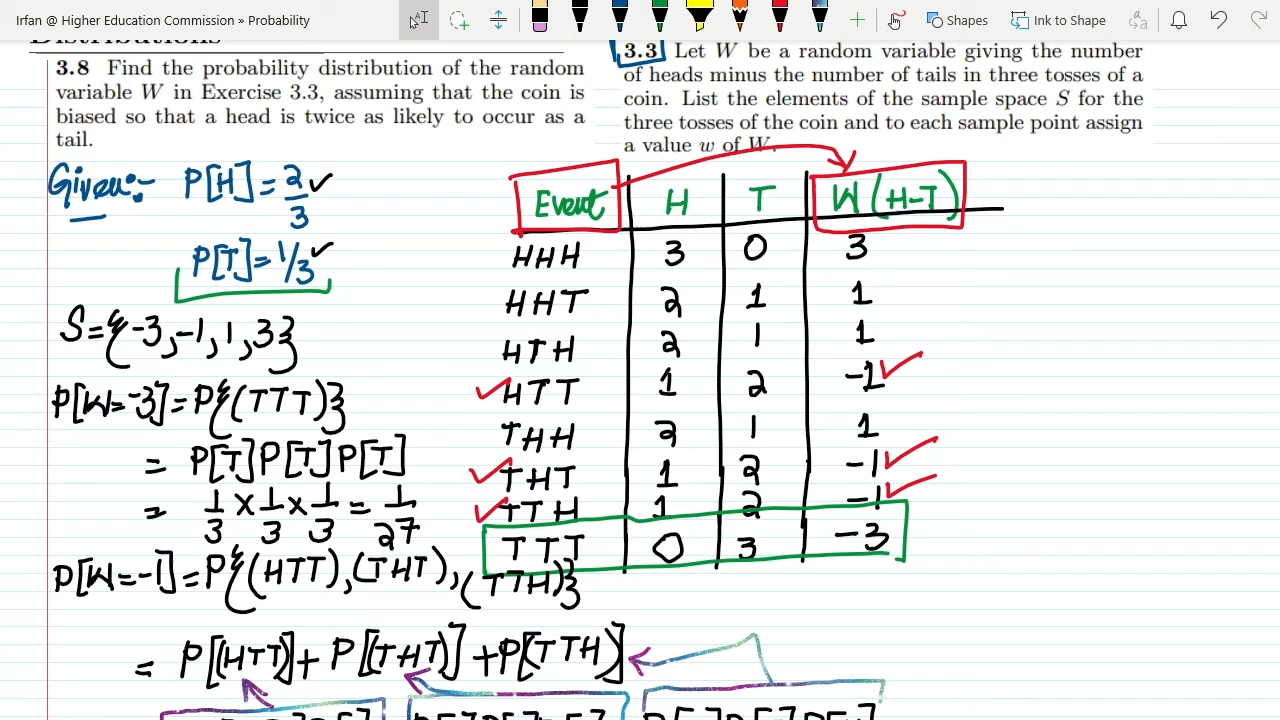 Irfan @ Higher Education Commission » Probability
Shapes
Ink to Shape
Distributions
3.8 Find the probability distribution of the random
variable W in Exercise 3.3, assuming that the coin is
biased so that a head is twice as likely to occur as a
tail.
3.3 Let W be a random variable giving the number
of heads minus the number of tails in three tosses of a
coin. List the elements of the sample space S for the
three tosses of the coin and to each sample point assign
a value w of W.
Given:- P[H] = 2/3
P[T] = 1/3
S = {-3, -1, 1, 3}
P[W=-3] = P{(TTT)}
= P[T] P[T] P[T]
= 1/3 × 1/3 × 1/3 = 1/27
P[W=-1] = P{(HTT), (THT), (TTH)}
= P[(HTT)] + P[(THT)] + P[(TTH)]
Event H T W(H-T)
HHH 3 0 3
HHT 2 1 1
HTH 2 1 1
HTT 1 2 -1
THH 2 1 1
THT 1 2 -1
TTH 1 2 -1
TTT 0 3 -3